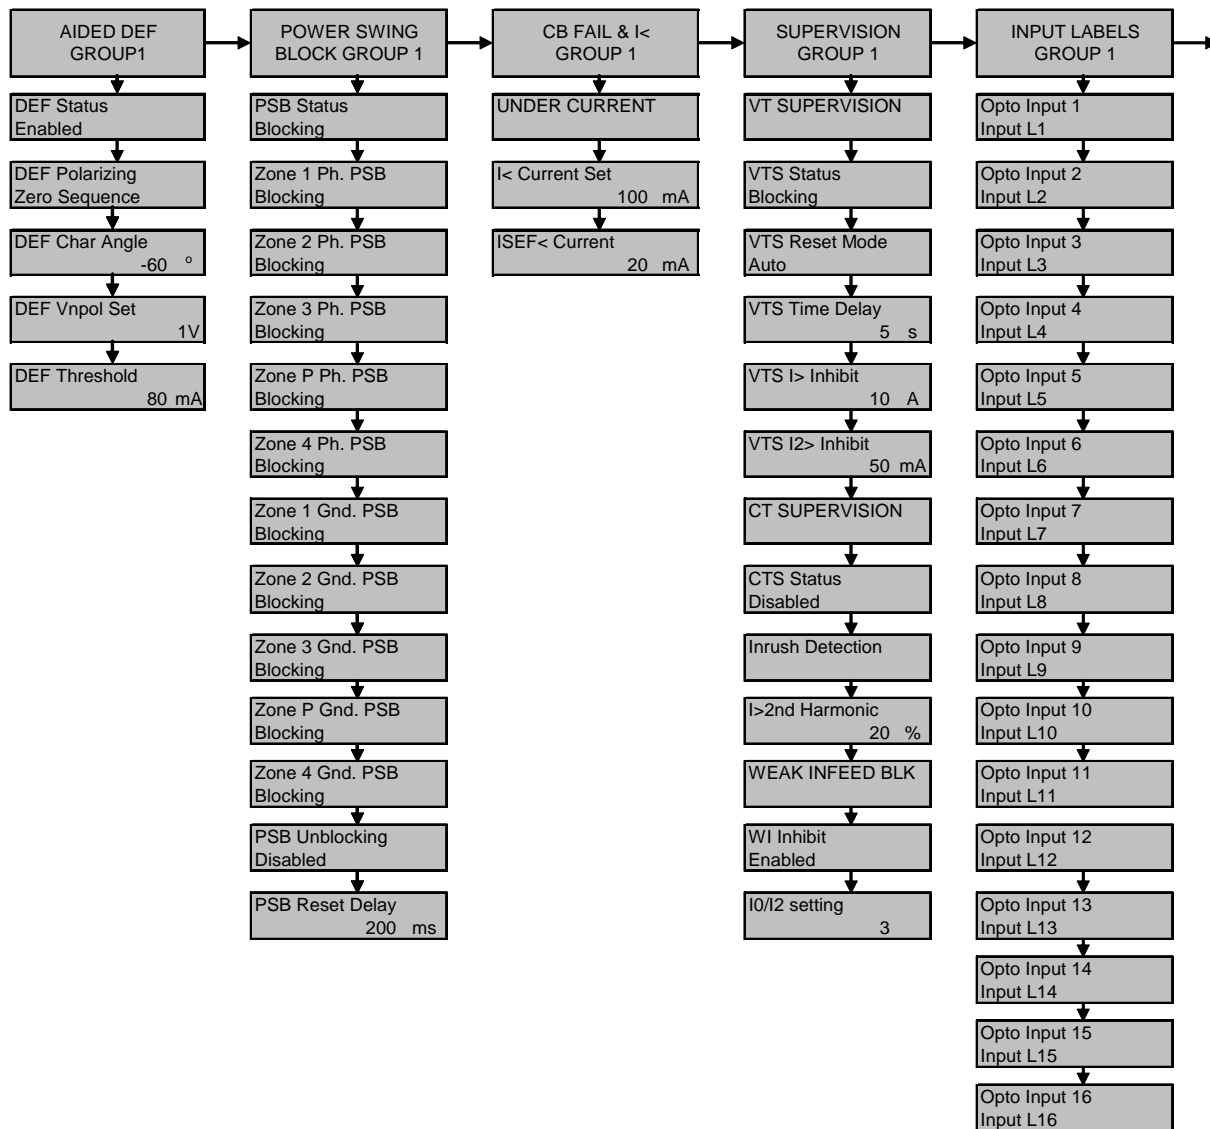 AIDED DEF
GROUP1
DEF Status
Enabled
DEF Polarizing
Zero Sequence
DEF Char Angle
-60 º
DEF Vnpol Set
1V
DEF Threshold
80 mA
POWER SWING
BLOCK GROUP 1
PSB Status
Blocking
Zone 1 Ph. PSB
Blocking
Zone 2 Ph. PSB
Blocking
Zone 3 Ph. PSB
Blocking
Zone P Ph. PSB
Blocking
Zone 4 Ph. PSB
Blocking
Zone 1 Gnd. PSB
Blocking
Zone 2 Gnd. PSB
Blocking
Zone 3 Gnd. PSB
Blocking
Zone P Gnd. PSB
Blocking
Zone 4 Gnd. PSB
Blocking
PSB Unblocking
Disabled
PSB Reset Delay
200 ms
CB FAIL & I<
GROUP 1
UNDER CURRENT
I< Current Set
100 mA
ISEF< Current
20 mA
SUPERVISION
GROUP 1
VT SUPERVISION
VTS Status
Blocking
VTS Reset Mode
Auto
VTS Time Delay
5 s
VTS I> Inhibit
10 A
VTS I2> Inhibit
50 mA
CT SUPERVISION
CTS Status
Disabled
Inrush Detection
I>2nd Harmonic
20 %
WEAK INFEED BLK
WI Inhibit
Enabled
I0/I2 setting
3
INPUT LABELS
GROUP 1
Opto Input 1
Input L1
Opto Input 2
Input L2
Opto Input 3
Input L3
Opto Input 4
Input L4
Opto Input 5
Input L5
Opto Input 6
Input L6
Opto Input 7
Input L7
Opto Input 8
Input L8
Opto Input 9
Input L9
Opto Input 10
Input L10
Opto Input 11
Input L11
Opto Input 12
Input L12
Opto Input 13
Input L13
Opto Input 14
Input L14
Opto Input 15
Input L15
Opto Input 16
Input L16